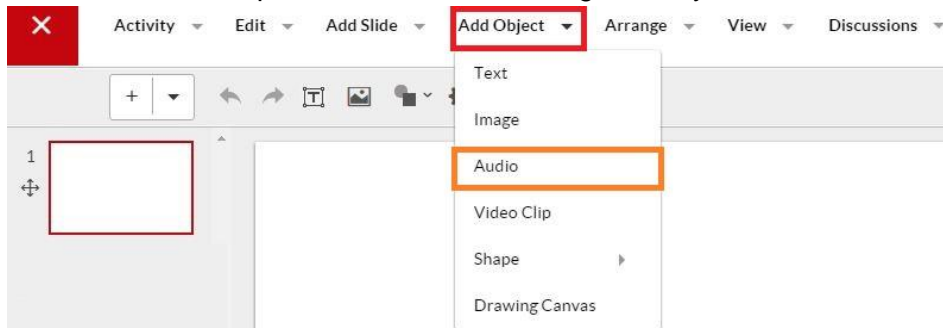 Activity Edit Add Slide Add Object Arrange View Discussions
Text
Image
1
Audio
Video Clip
Shape
Drawing Canvas